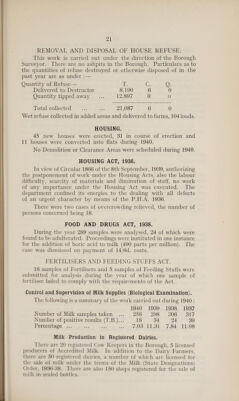 21
REMOVAL AND DISPOSAL OF HOUSE REFUSE.
This work is carried out under the direction of the Borough
Surveyor. There are no ashpits in the Borough. Particulars as to
the quantities of refuse destroyed or otherwise disposed of in the
past year are as under :—
Quantity of Refuse— T. C. Q.
Delivered to Destructor 8,190 6 0
Quantity tipped away ... 12,897 0 0
Total collected ... ... 21,087 6 0
Wet refuse collected in added areas and delivered to farms, 104 loads.
HOUSING.
45 new houses were erected, 31 in course of erection and
11 houses were converted into flats during 1940.
No Demolition or Clearance Areas were scheduled during 1940.
HOUSING ACT, 1936.
In view of Circular 1866 of the 8th September, 1939, authorizing
the postponement of work under the Housing Acts, also the labour
difficulty, scarcity of materials and diminution of staff, no work
of any importance under the Housing Act was executed. The
department confined its energies to the dealing with all defects
of an urgent character by means of the P.H.A. 1936.
There were two cases of overcrowding relieved, the number of
persons concerned being 18.
FOOD AND DRUGS ACT, 1938.
During the year 289 samples were analysed, 24 of which were
found to be adulterated. Proceedings were instituted in one instance
for the addition of boric acid to milk (490 parts per million). The
case was dismissed on payment of 14/6d. costs.
FERTILISERS AND FEEDING STUFFS ACT.
18 samples of Fertilisers and 8 samples of Feeding Stuffs were
submitted for analysis during the year of which one sample of
fertiliser failed to comply with the requirements of the Act.
Control and Supervision of Milk Supplies (Biological Examination).
The following is a summary of the work carried out during 1940 :
1940 1939 1938 1937
Number of Milk samples taken ... 256 298 306 317
Number of positive results (T.B.)... 18 34 24 38
Percentage ... ... ... ... 7.03 11.31 7.84 11.98
Milk Production in Registered Dairies.
There are 29 registered Cow Keepers in the Borough, 5 licensed
producers of Accredited Milk. In addition to the Dairy Farmers,
there are 50 registered dairies, a number of which are licensed for
the sale of milk under the terms of the Milk (State Designations)
Order, 1936-38. There are also 180 shops registered for the sale of
milk in sealed bottles.